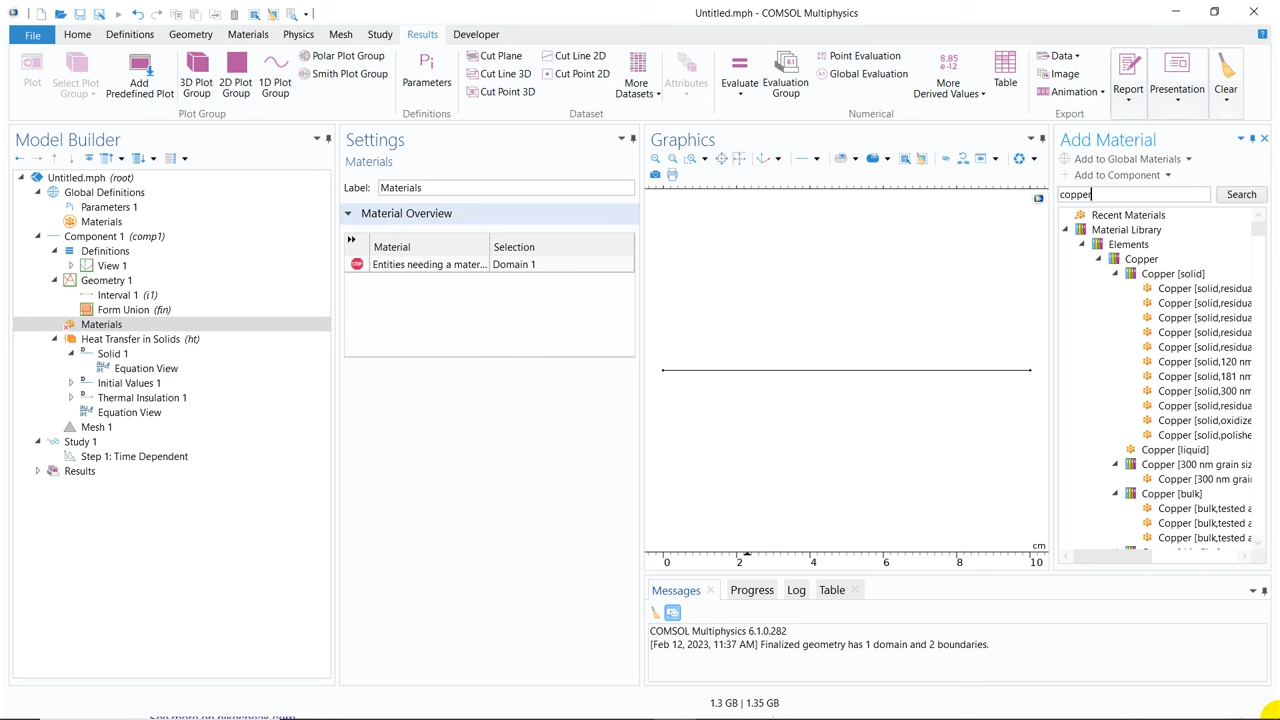 Untitled.mph - COMSOL Multiphysics
File Home Definitions Geometry Materials Physics Mesh Study Results Developer
Plot
Select Plot Group
Add Predefined Plot
3D Plot Group
2D Plot Group
1D Plot Group
Polar Plot Group
Smith Plot Group
Plot Group
Pi
Parameters
Definitions
Cut Plane
Cut Line 3D
Cut Point 3D
Cut Line 2D
Cut Point 2D
More Datasets
Dataset
Attributes
Evaluate
Evaluation Group
Point Evaluation
Global Evaluation
8.85 e-12
More Derived Values
Table
Numerical
Data
Image
Animation
Export
Report
Presentation
Clear
Model Builder
Untitled.mph (root)
Global Definitions
Parameters 1
Materials
Component 1 (comp1)
Definitions
View 1
Geometry 1
Interval 1 (i1)
Form Union (fin)
Materials
Heat Transfer in Solids (ht)
Solid 1
Equation View
Initial Values 1
Thermal Insulation 1
Equation View
Mesh 1
Study 1
Step 1: Time Dependent
Results
Settings
Materials
Label: Materials
Material Overview
Material Selection
STOP Entities needing a mater... Domain 1
Graphics
cm
0 2 4 6 8 10
Messages Progress Log Table
COMSOL Multiphysics 6.1.0.282
[Feb 12, 2023, 11:37 AM] Finalized geometry has 1 domain and 2 boundaries.
Add Material
Add to Global Materials
Add to Component
copper Search
Recent Materials
Material Library
Elements
Copper
Copper [solid]
Copper [solid,residua
Copper [solid,residua
Copper [solid,residua
Copper [solid,residua
Copper [solid,residua
Copper [solid,120 nm
Copper [solid,181 nm
Copper [solid,300 nm
Copper [solid,residua
Copper [solid,oxidize
Copper [solid,polishe
Copper [liquid]
Copper [300 nm grain siz
Copper [300 nm grai
Copper [bulk]
Copper [bulk,tested a
Copper [bulk,tested a
Copper [bulk,tested a
1.3 GB | 1.35 GB